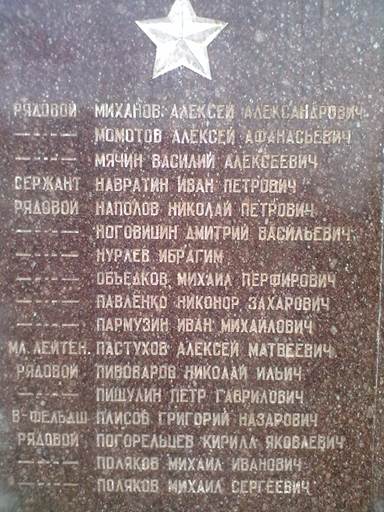 РЯДОВОЙ МИХАНОВ АЛЕКСЕЙ АЛЕКСАНДРОВИЧ
—"— МОМОТОВ АЛЕКСЕЙ АФАНАСЬЕВИЧ
—"— МЯЧИН ВАСИЛИЙ АЛЕКСЕЕВИЧ
СЕРЖАНТ НАВРАТИН ИВАН ПЕТРОВИЧ
РЯДОВОЙ НАПОЛОВ НИКОЛАЙ ПЕТРОВИЧ
—"— НОГОВИЦИН ДМИТРИЙ ВАСИЛЬЕВИЧ
—"— НУРАЕВ ИБРАГИМ
—"— ОБЪЕДКОВ МИХАИЛ ПЕРФИРОВИЧ
—"— ПАВЛЕНКО НИКОНОР ЗАХАРОВИЧ
—"— ПАРМУЗИН ИВАН МИХАЙЛОВИЧ
МЛ. ЛЕЙТЕН. ПАСТУХОВ АЛЕКСЕЙ МАТВЕЕВИЧ
РЯДОВОЙ ПИВОВАРОВ НИКОЛАЙ ИЛЬИЧ
—"— ПИЩУЛИН ПЕТР ГАВРИЛОВИЧ
В-ФЕЛЬДШ ПЛИСОВ ГРИГОРИЙ НАЗАРОВИЧ
РЯДОВОЙ ПОГОРЕЛЬЦЕВ КИРИЛЛ ЯКОВЛЕВИЧ
—"— ПОЛЯКОВ МИХАИЛ ИВАНОВИЧ
—"— ПОЛЯКОВ МИХАИЛ СЕРГЕЕВИЧ